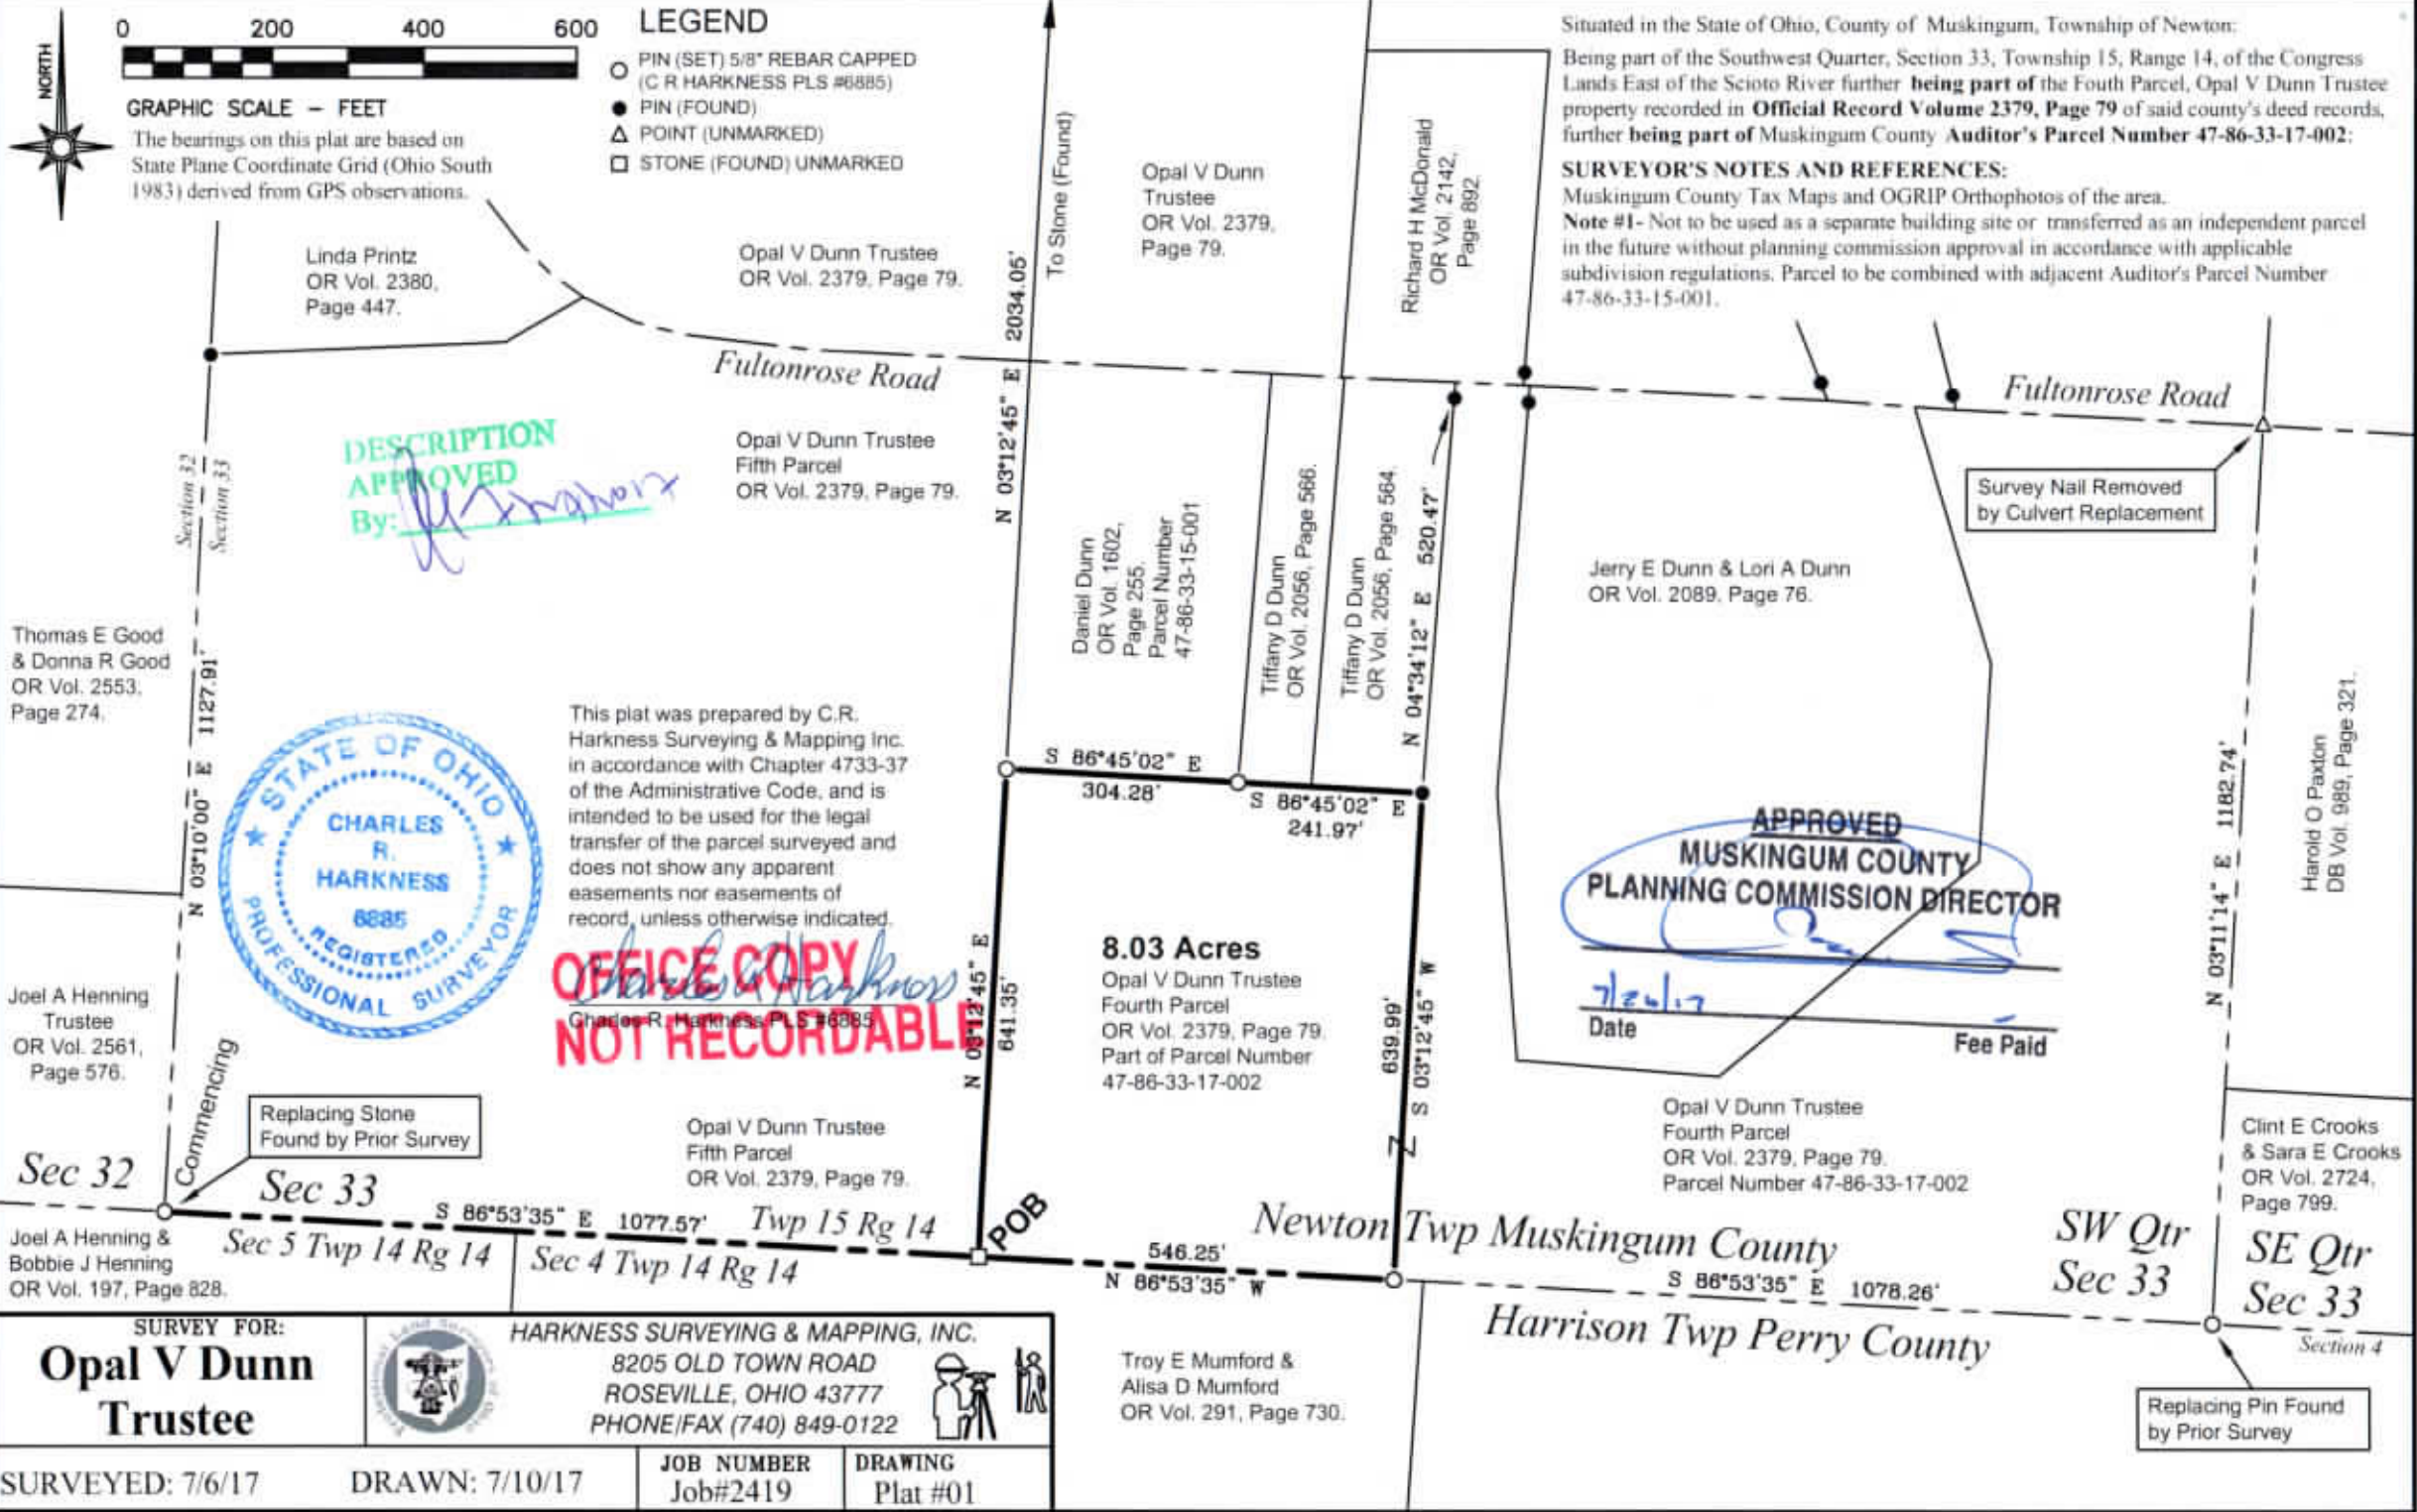 NORTH
0 200 400 600
GRAPHIC SCALE – FEET
The bearings on this plat are based on
State Plane Coordinate Grid (Ohio South
1983) derived from GPS observations.
LEGEND
PIN (SET) 5/8" REBAR CAPPED
(C R HARKNESS PLS #6885)
PIN (FOUND)
POINT (UNMARKED)
STONE (FOUND) UNMARKED
Situated in the State of Ohio, County of Muskingum, Township of Newton:
Being part of the Southwest Quarter, Section 33, Township 15, Range 14, of the Congress
Lands East of the Scioto River further being part of the Fouth Parcel, Opal V Dunn Trustee
property recorded in Official Record Volume 2379, Page 79 of said county's deed records,
further being part of Muskingum County Auditor's Parcel Number 47-86-33-17-002:
SURVEYOR'S NOTES AND REFERENCES:
Muskingum County Tax Maps and OGRIP Orthophotos of the area.
Note #1- Not to be used as a separate building site or transferred as an independent parcel
in the future without planning commission approval in accordance with applicable
subdivision regulations. Parcel to be combined with adjacent Auditor's Parcel Number
47-86-33-15-001.
Linda Printz
OR Vol. 2380,
Page 447.
Opal V Dunn Trustee
OR Vol. 2379, Page 79.
N 03°12'45" E 2034.05'
To Stone (Found)
Opal V Dunn
Trustee
OR Vol. 2379,
Page 79.
Richard H McDonald
OR Vol. 2142,
Page 892.
Fultonrose Road
Fultonrose Road
DESCRIPTION
APPROVED
By:
Opal V Dunn Trustee
Fifth Parcel
OR Vol. 2379, Page 79.
Section 32
Section 33
Daniel Dunn
OR Vol. 1602,
Page 255.
Parcel Number
47-86-33-15-001
Tiffany D Dunn
OR Vol. 2056, Page 566.
Tiffany D Dunn
OR Vol. 2056, Page 564.
N 04°34'12" E 520.47'
Survey Nail Removed
by Culvert Replacement
Jerry E Dunn & Lori A Dunn
OR Vol. 2089, Page 76.
Thomas E Good
& Donna R Good
OR Vol. 2553,
Page 274.
N 03°10'00" E 1127.91'
STATE OF OHIO
CHARLES
R.
HARKNESS
6885
REGISTERED
PROFESSIONAL SURVEYOR
This plat was prepared by C.R.
Harkness Surveying & Mapping Inc.
in accordance with Chapter 4733-37
of the Administrative Code, and is
intended to be used for the legal
transfer of the parcel surveyed and
does not show any apparent
easements nor easements of
record, unless otherwise indicated.
Charles R Harkness
Charles R. Harkness PLS #6885
OFFICE COPY
NOT RECORDABLE
S 86°45'02" E
304.28'
S 86°45'02" E
241.97'
N 03°12'45" E
641.35'
8.03 Acres
Opal V Dunn Trustee
Fourth Parcel
OR Vol. 2379, Page 79.
Part of Parcel Number
47-86-33-17-002
639.99'
S 03°12'45" W
Z
APPROVED
MUSKINGUM COUNTY
PLANNING COMMISSION DIRECTOR
7/26/17
Date
Fee Paid
N 03°11'14" E 1182.74'
Harold O Paxton
DB Vol. 989, Page 321.
Joel A Henning
Trustee
OR Vol. 2561,
Page 576.
Commencing
Replacing Stone
Found by Prior Survey
Opal V Dunn Trustee
Fifth Parcel
OR Vol. 2379, Page 79.
Opal V Dunn Trustee
Fourth Parcel
OR Vol. 2379, Page 79.
Parcel Number 47-86-33-17-002
Clint E Crooks
& Sara E Crooks
OR Vol. 2724,
Page 799.
Sec 32
Sec 33
S 86°53'35" E 1077.57'
Twp 15 Rg 14
POB
Newton Twp Muskingum County
SW Qtr
Sec 33
SE Qtr
Sec 33
Joel A Henning &
Bobbie J Henning
OR Vol. 197, Page 828.
Sec 5 Twp 14 Rg 14
Sec 4 Twp 14 Rg 14
546.25'
N 86°53'35" W
S 86°53'35" E 1078.26'
Harrison Twp Perry County
Section 4
Troy E Mumford &
Alisa D Mumford
OR Vol. 291, Page 730.
Replacing Pin Found
by Prior Survey
SURVEY FOR:
Opal V Dunn
Trustee
HARKNESS SURVEYING & MAPPING, INC.
8205 OLD TOWN ROAD
ROSEVILLE, OHIO 43777
PHONE/FAX (740) 849-0122
SURVEYED: 7/6/17
DRAWN: 7/10/17
JOB NUMBER
Job#2419
DRAWING
Plat #01